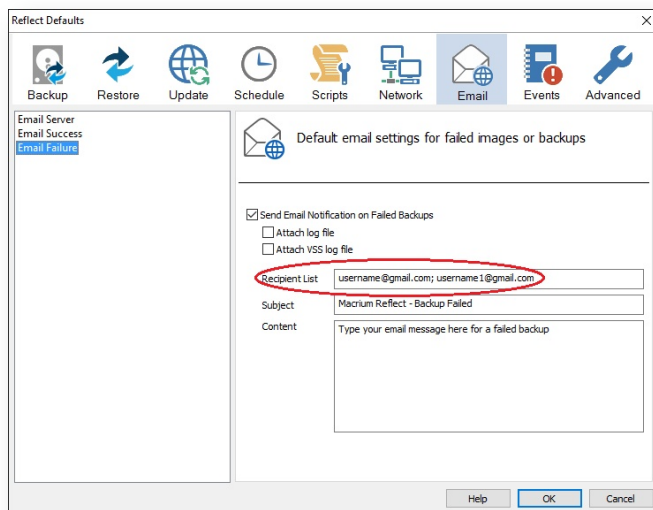 Reflect Defaults
Backup Restore Update Schedule Scripts Network Email Events Advanced
Email Server
Email Success
Email Failure
Default email settings for failed images or backups
Send Email Notification on Failed Backups
Attach log file
Attach VSS log file
Recipient List username@gmail.com; username1@gmail.com
Subject Macrium Reflect - Backup Failed
Content Type your email message here for a failed backup
Help OK Cancel